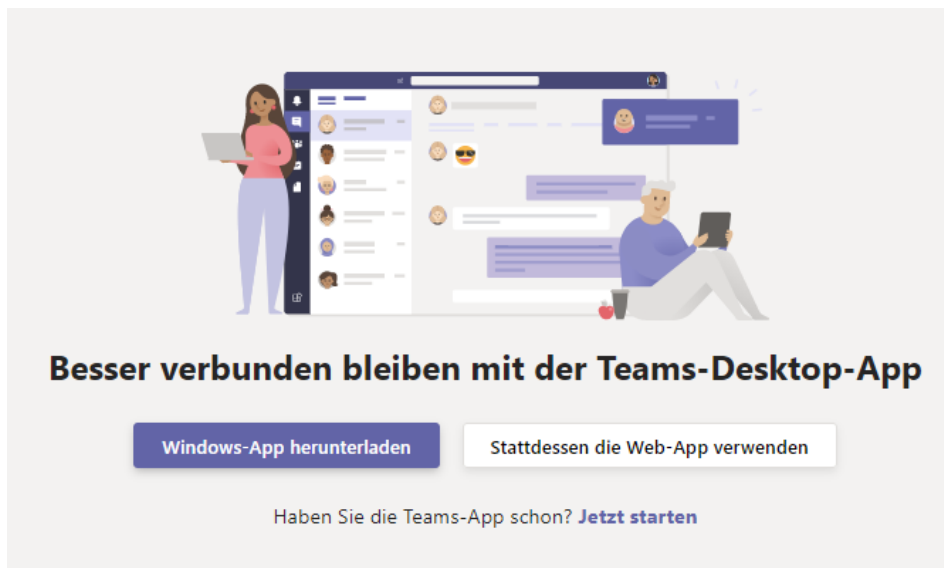 Besser verbunden bleiben mit der Teams-Desktop-App
Windows-App herunterladen
Stattdessen die Web-App verwenden
Haben Sie die Teams-App schon? Jetzt starten